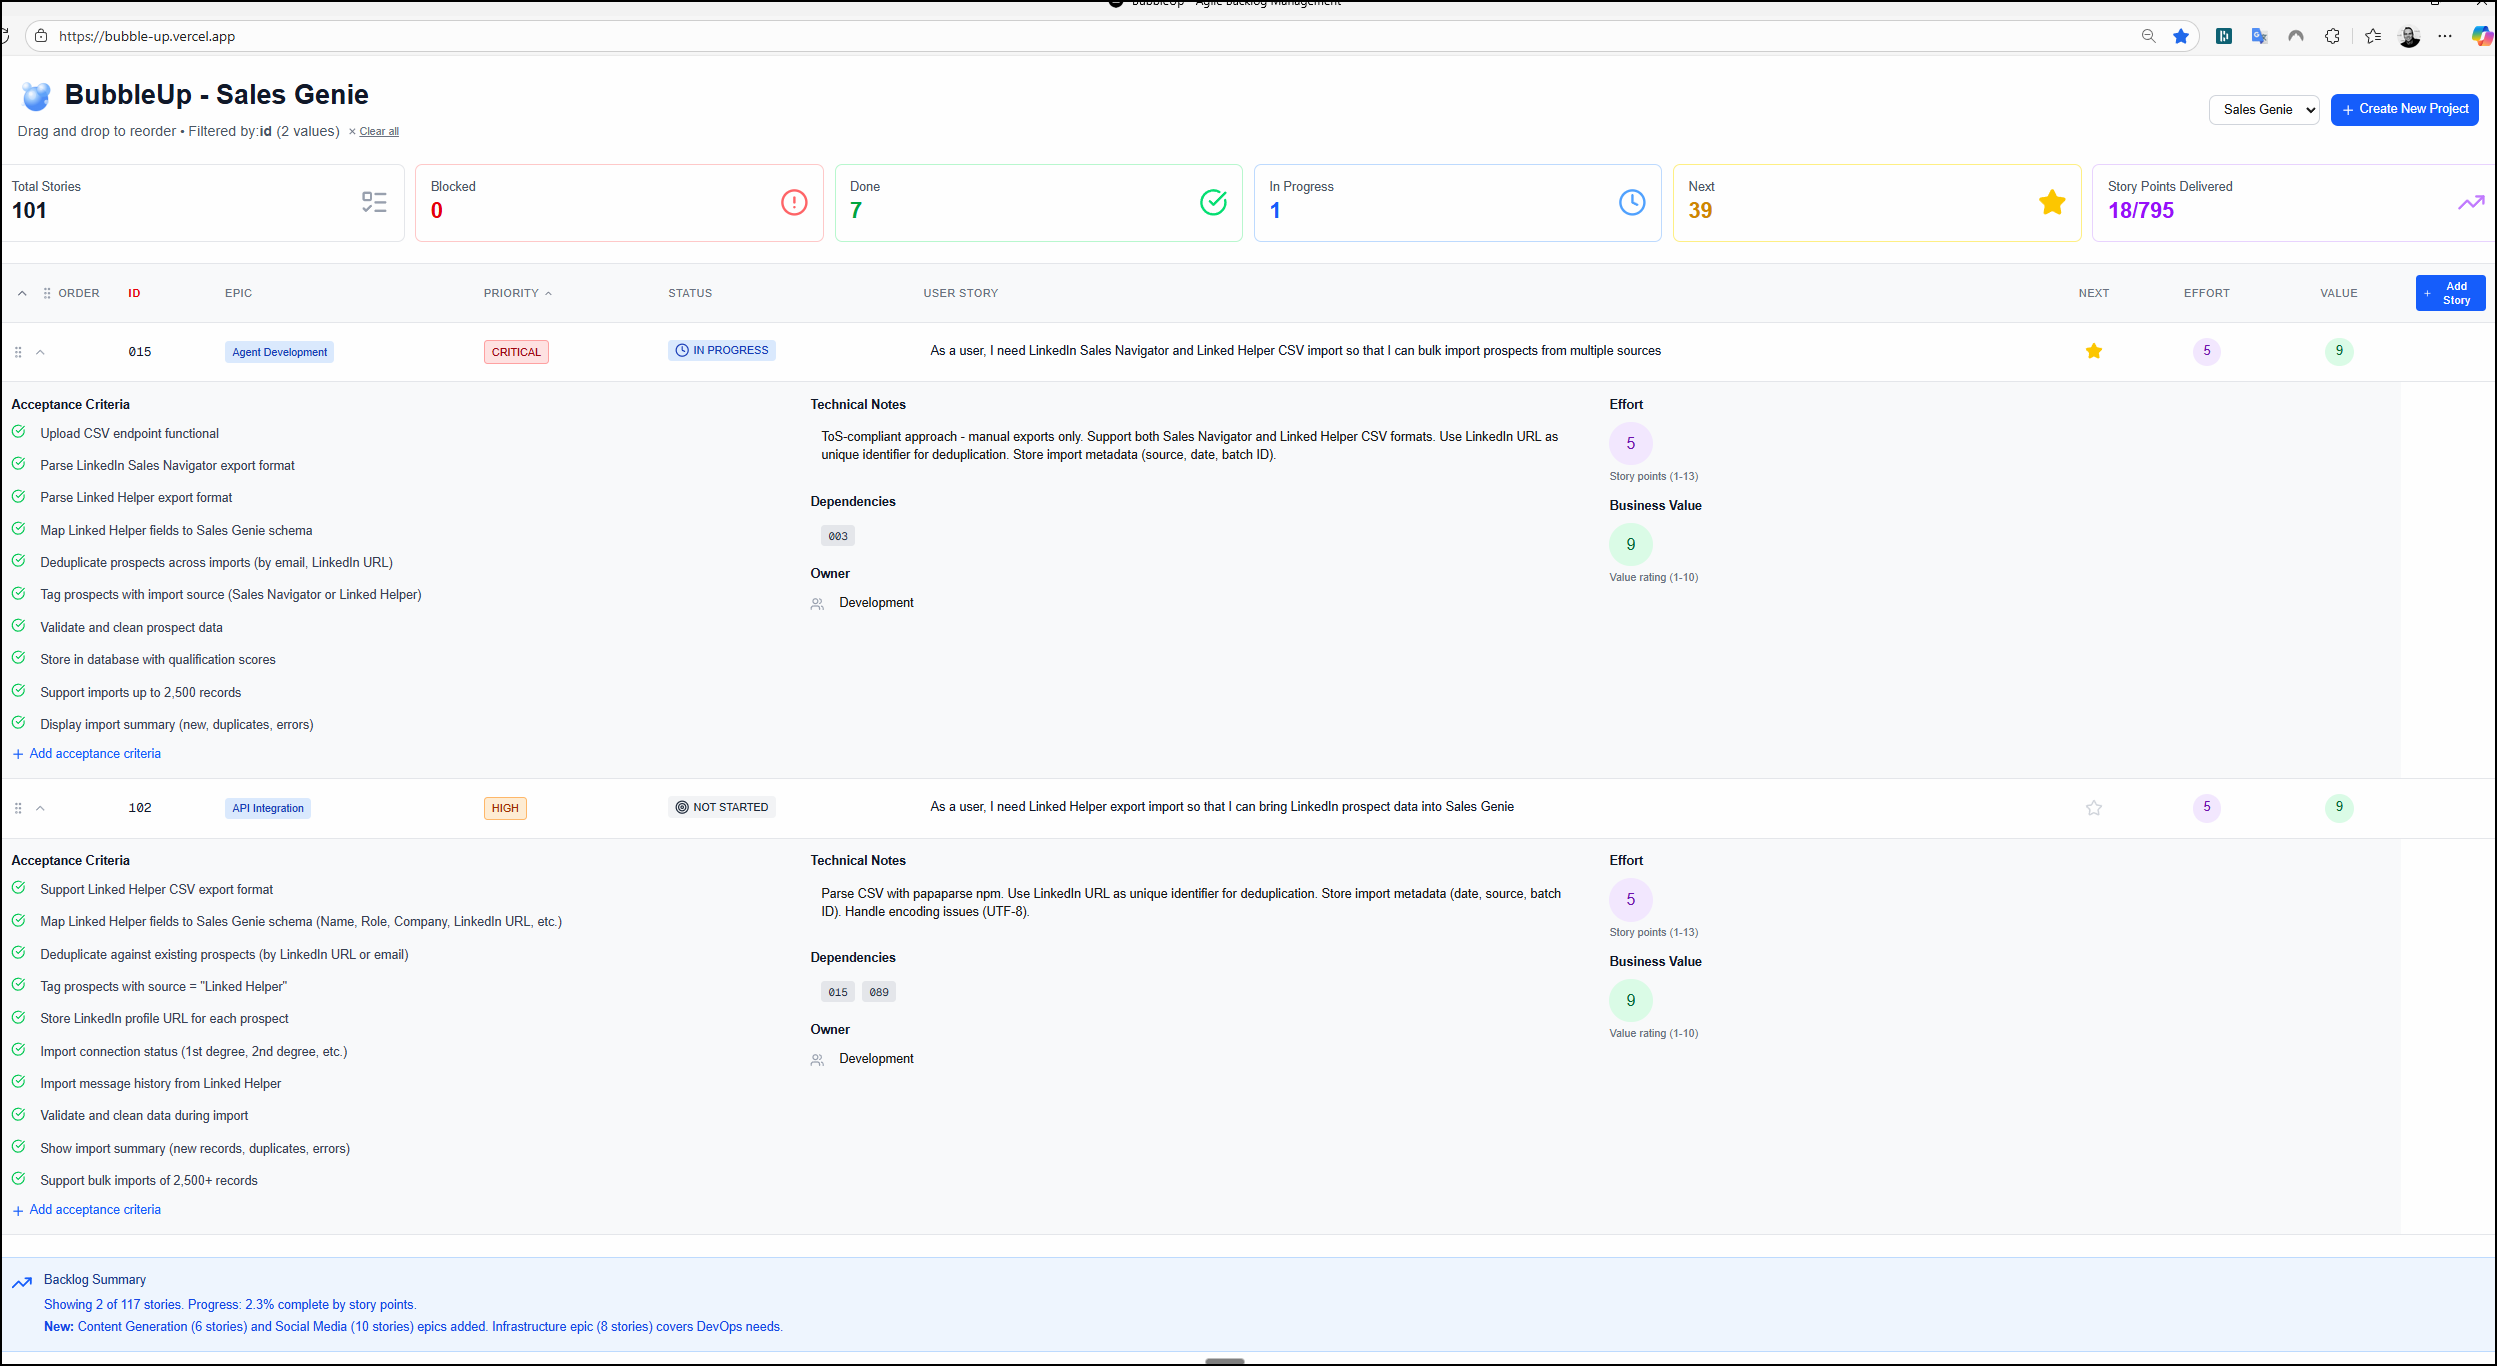 BubbleUp - Agile Backlog Management
https://bubble-up.vercel.app
BubbleUp - Sales Genie
Drag and drop to reorder • Filtered by:id (2 values) × Clear all
Sales Genie
+ Create New Project
Total Stories
101
Blocked
0
Done
7
In Progress
1
Next
39
Story Points Delivered
18/795
ORDER ID EPIC PRIORITY STATUS USER STORY NEXT EFFORT VALUE
+ Add Story
015 Agent Development CRITICAL IN PROGRESS As a user, I need LinkedIn Sales Navigator and Linked Helper CSV import so that I can bulk import prospects from multiple sources 5 9
Acceptance Criteria
Upload CSV endpoint functional
Parse LinkedIn Sales Navigator export format
Parse Linked Helper export format
Map Linked Helper fields to Sales Genie schema
Deduplicate prospects across imports (by email, LinkedIn URL)
Tag prospects with import source (Sales Navigator or Linked Helper)
Validate and clean prospect data
Store in database with qualification scores
Support imports up to 2,500 records
Display import summary (new, duplicates, errors)
+ Add acceptance criteria
Technical Notes
ToS-compliant approach - manual exports only. Support both Sales Navigator and Linked Helper CSV formats. Use LinkedIn URL as
unique identifier for deduplication. Store import metadata (source, date, batch ID).
Dependencies
003
Owner
Development
Effort
5
Story points (1-13)
Business Value
9
Value rating (1-10)
102 API Integration HIGH NOT STARTED As a user, I need Linked Helper export import so that I can bring LinkedIn prospect data into Sales Genie 5 9
Acceptance Criteria
Support Linked Helper CSV export format
Map Linked Helper fields to Sales Genie schema (Name, Role, Company, LinkedIn URL, etc.)
Deduplicate against existing prospects (by LinkedIn URL or email)
Tag prospects with source = "Linked Helper"
Store LinkedIn profile URL for each prospect
Import connection status (1st degree, 2nd degree, etc.)
Import message history from Linked Helper
Validate and clean data during import
Show import summary (new records, duplicates, errors)
Support bulk imports of 2,500+ records
+ Add acceptance criteria
Technical Notes
Parse CSV with papaparse npm. Use LinkedIn URL as unique identifier for deduplication. Store import metadata (date, source, batch
ID). Handle encoding issues (UTF-8).
Dependencies
015 089
Owner
Development
Effort
5
Story points (1-13)
Business Value
9
Value rating (1-10)
Backlog Summary
Showing 2 of 117 stories. Progress: 2.3% complete by story points.
New: Content Generation (6 stories) and Social Media (10 stories) epics added. Infrastructure epic (8 stories) covers DevOps needs.